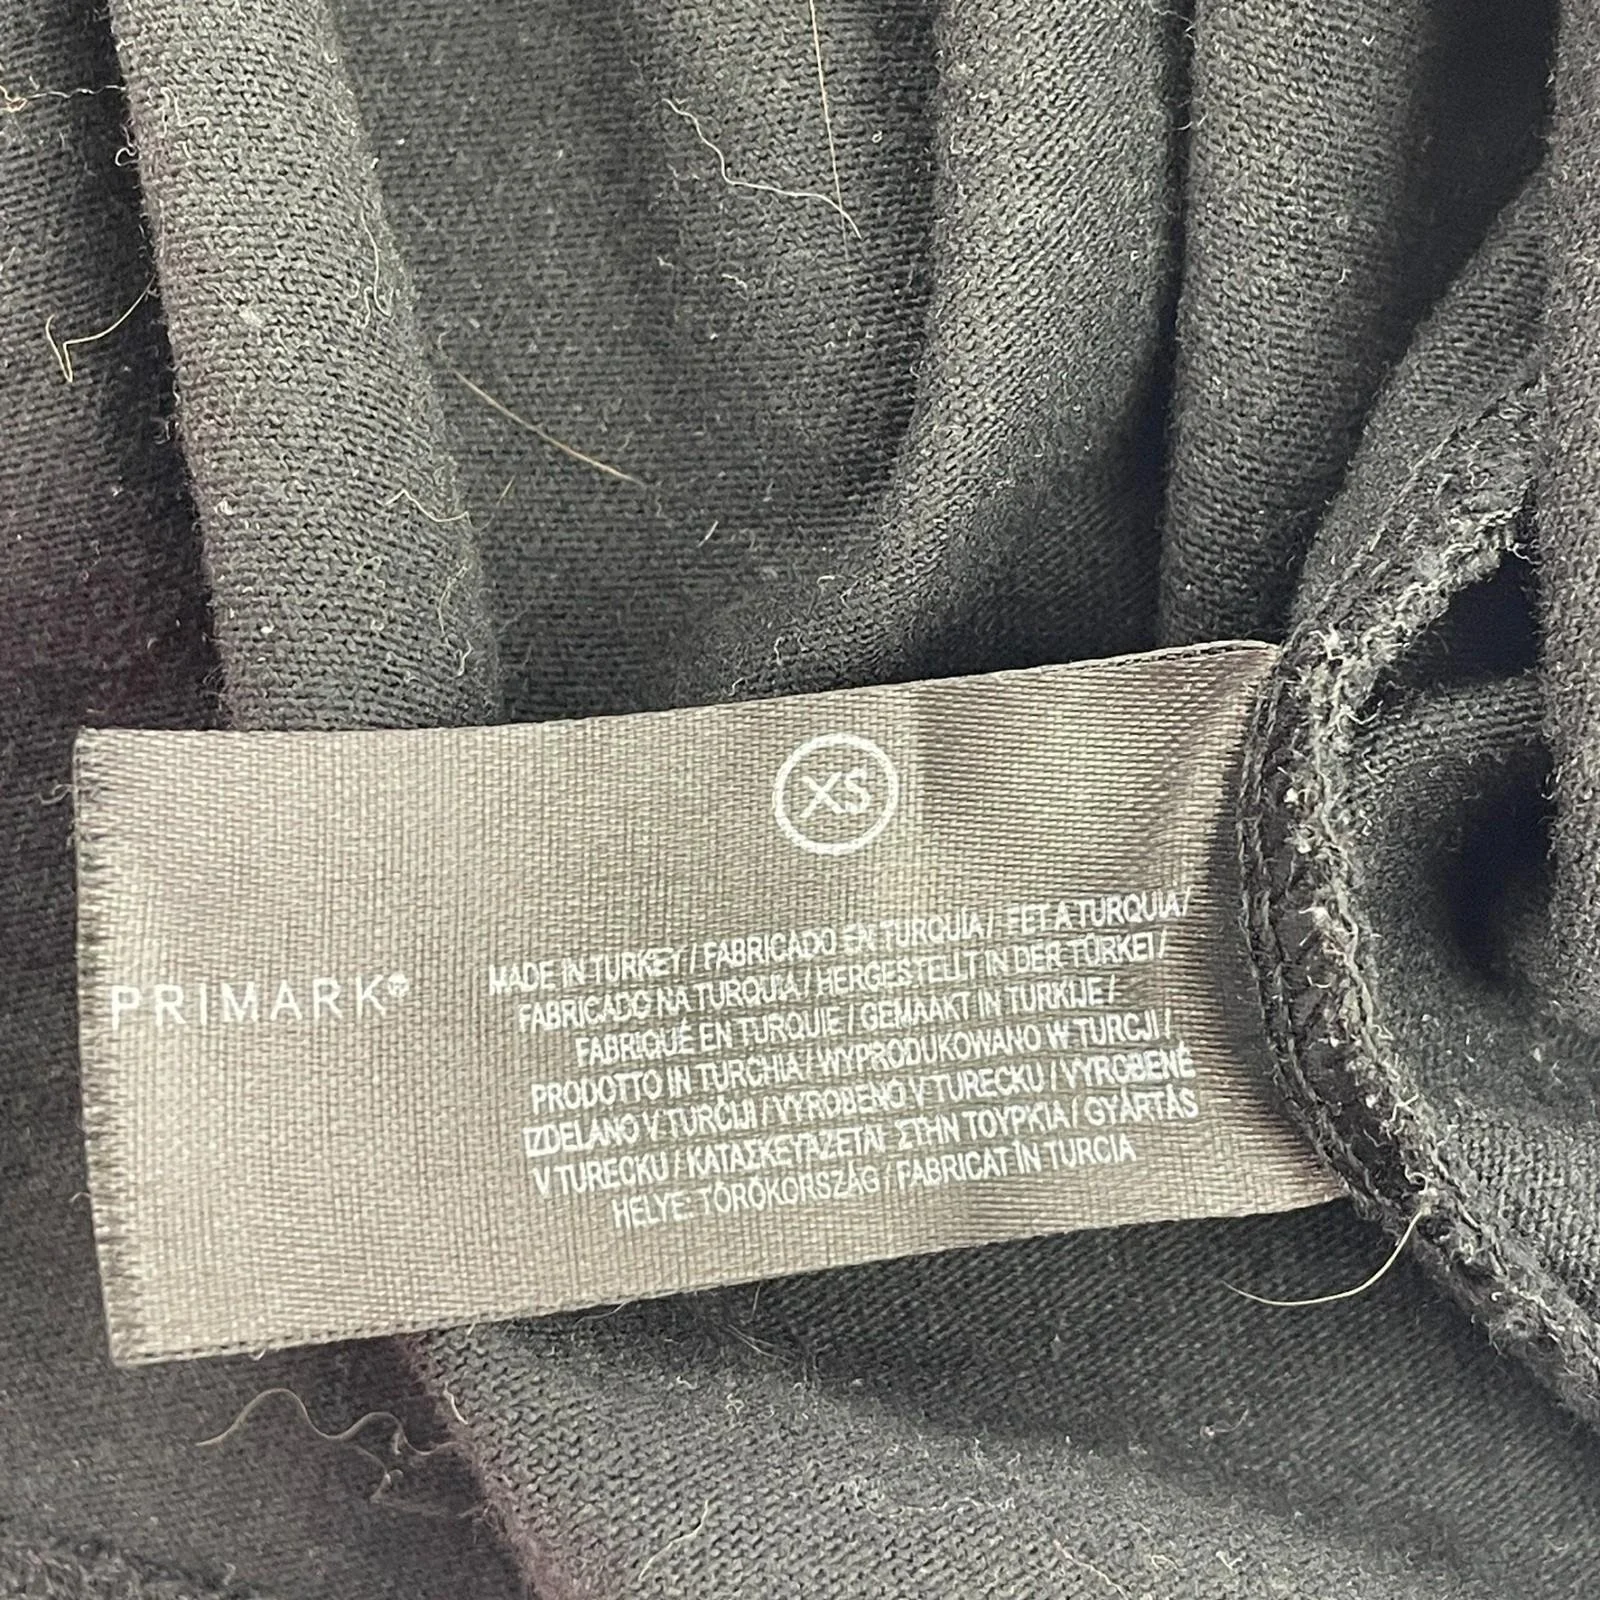 XS
PRIMARK®
MADE IN TURKEY / FABRICADO EN TURQUÍA / FET A TURQUIA /
FABRICADO NA TURQUIA / HERGESTELLT IN DER TÜRKEI /
FABRIQUÉ EN TURQUIE / GEMAAKT IN TURKIJE /
PRODOTTO IN TURCHIA / WYPRODUKOWANO W TURCJI /
IZDELANO V TURČIJI / VYROBENO V TURECKU / VYROBENÉ
V TURECKU / ΚΑΤΑΣΚΕΥΑΖΕΤΑΙ ΣΤΗΝ ΤΟΥΡΚΙΑ / GYÁRTÁS
HELYE: TÖRÖKORSZÁG / FABRICAT ÎN TURCIA